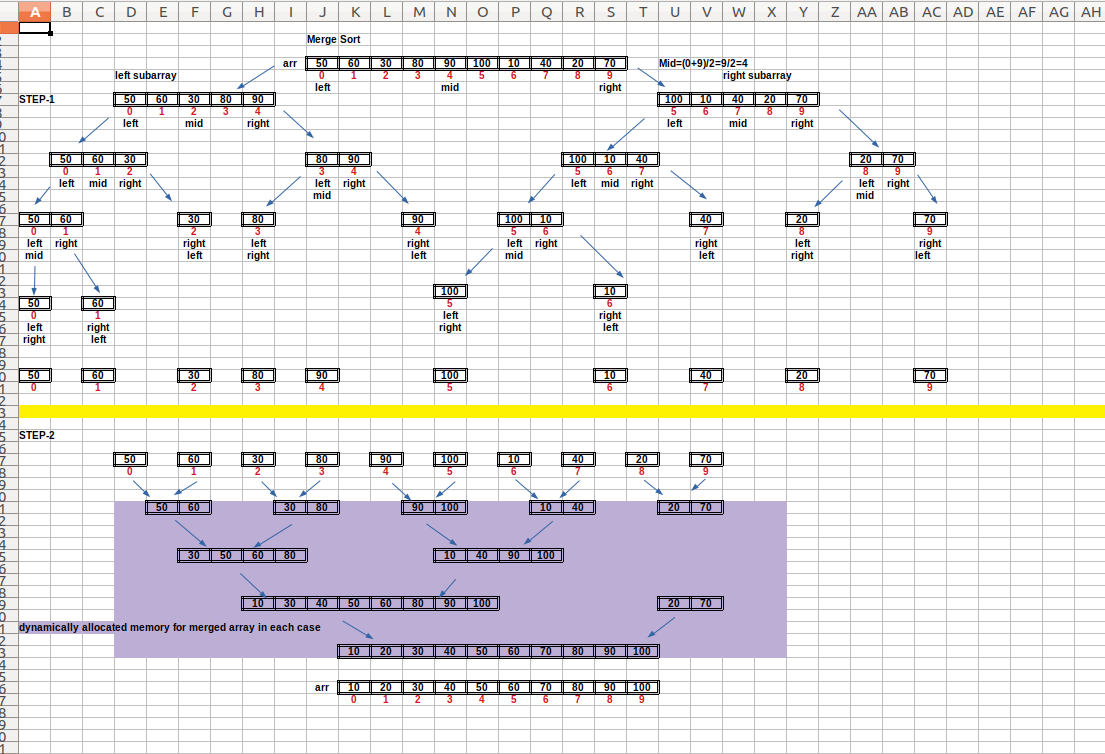 A B C D E F G H I J K L M N O P Q R S T U V W X Y Z AA AB AC AD AE AF AG AH
Merge Sort
arr 50 60 30 80 90 100 10 40 20 70 Mid=(0+9)/2=9/2=4
left subarray 0 1 2 3 4 5 6 7 8 9 right subarray
left mid right
STEP-1 50 60 30 80 90 100 10 40 20 70
0 1 2 3 4 5 6 7 8 9
left mid right left mid right
50 60 30 80 90 100 10 40 20 70
0 1 2 3 4 5 6 7 8 9
left mid right left right left mid right left right
mid mid
50 60 30 80 90 100 10 40 20 70
0 1 2 3 4 5 6 7 8 9
left right right left right left right right left right
mid left right left mid left right left
100 10
5 6
50 60 left right
0 1 right left
left right
right left
50 60 30 80 90 100 10 40 20 70
0 1 2 3 4 5 6 7 8 9
STEP-2
50 60 30 80 90 100 10 40 20 70
0 1 2 3 4 5 6 7 8 9
50 60 30 80 90 100 10 40 20 70
30 50 60 80 10 40 90 100
10 30 40 50 60 80 90 100 20 70
dynamically allocated memory for merged array in each case
10 20 30 40 50 60 70 80 90 100
arr 10 20 30 40 50 60 70 80 90 100
0 1 2 3 4 5 6 7 8 9